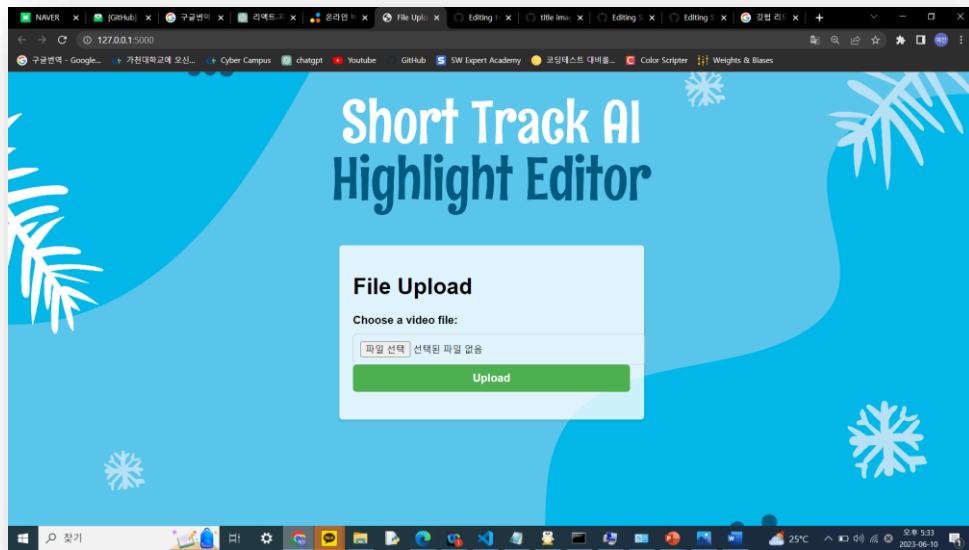 NAVER
[GitHub]
구글번역
리액트
온라인
File Uplo
Editing
title imag
Editing S
Editing S
깃헙 리드
127.0.0.1:5000
구글번역 - Google...
가천대학교에 오신...
Cyber Campus
chatgpt
Youtube
GitHub
SW Expert Academy
코딩테스트 대비를...
Color Scripter
Weights & Biases
Short Track AI
Highlight Editor
File Upload
Choose a video file:
파일 선택 선택된 파일 없음
Upload
찾기
25°C
오후 5:33
2023-06-10